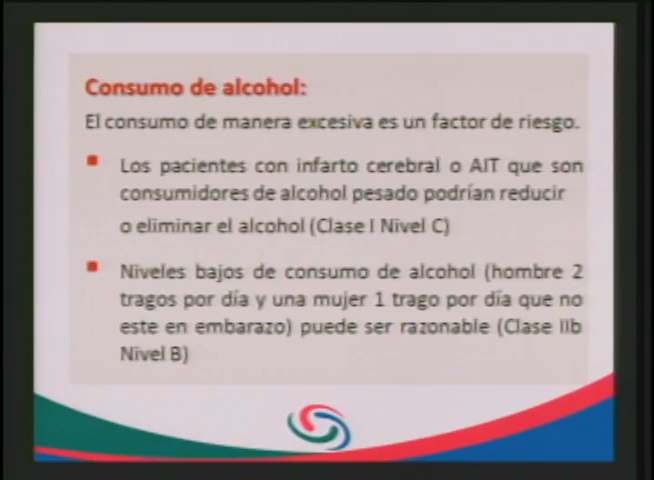 Consumo de alcohol:
El consumo de manera excesiva es un factor de riesgo.
Los pacientes con infarto cerebral o AIT que son
consumidores de alcohol pesado podrían reducir
o eliminar el alcohol (Clase I Nivel C)
Niveles bajos de consumo de alcohol (hombre 2
tragos por día y una mujer 1 trago por día que no
este en embarazo) puede ser razonable (Clase IIb
Nivel B)